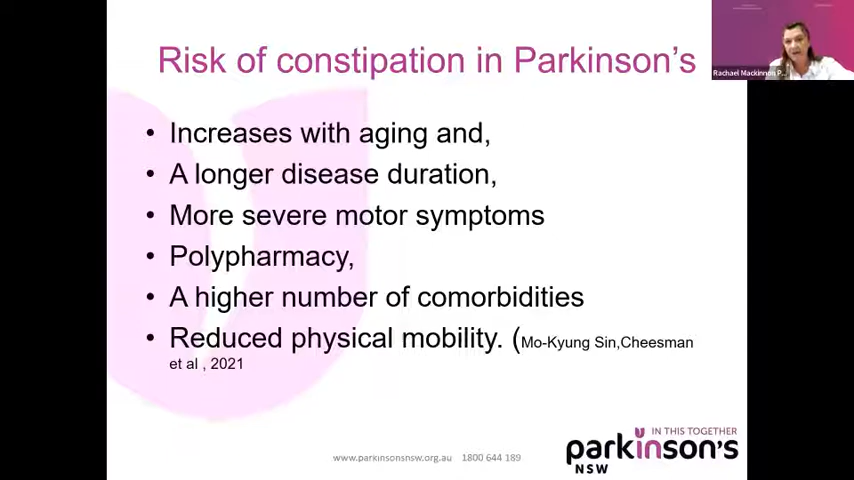 Risk of constipation in Parkinson's
Rachael Mackinnon P...
• Increases with aging and,
• A longer disease duration,
• More severe motor symptoms
• Polypharmacy,
• A higher number of comorbidities
• Reduced physical mobility. (Mo-Kyung Sin,Cheesman
et al , 2021
www.parkinsonsnsw.org.au 1800 644 189
IN THIS TOGETHER
parkinson's
NSW